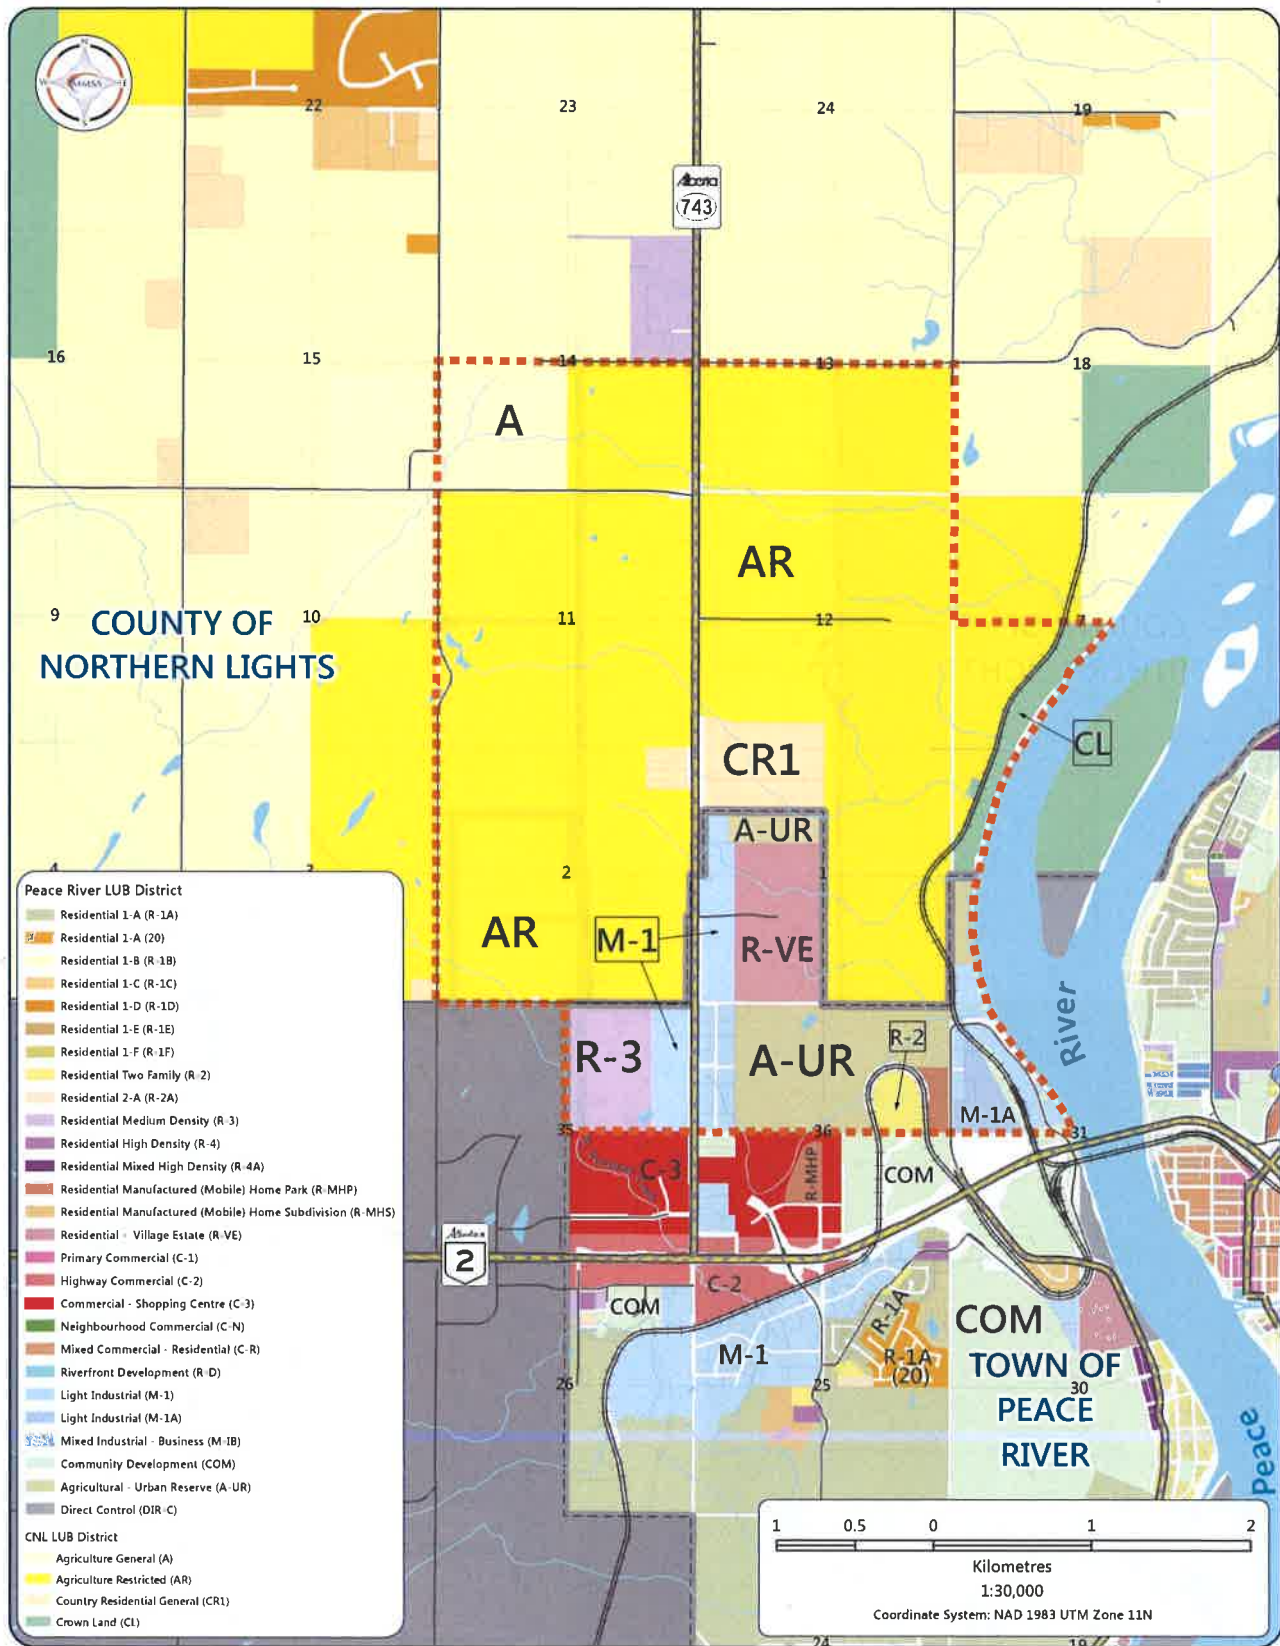 N
W MMSA E
S
22
23
24
19
Alberta
743
16
15
14
13
18
A
AR
9
COUNTY OF
NORTHERN LIGHTS
10
11
12
7
CR1
CL
A-UR
4
3
2
1
AR
M-1
R-VE
River
R-3
A-UR
R-2
M-1A
35
36
31
C-3
R-MHP
COM
Alberta
2
COM
C-2
R-1A
COM
M-1
R-1A
(20)
TOWN OF
PEACE
RIVER
26
25
30
Peace
Peace River LUB District
Residential 1-A (R-1A)
Residential 1-A (20)
Residential 1-B (R-1B)
Residential 1-C (R-1C)
Residential 1-D (R-1D)
Residential 1-E (R-1E)
Residential 1-F (R-1F)
Residential Two Family (R-2)
Residential 2-A (R-2A)
Residential Medium Density (R-3)
Residential High Density (R-4)
Residential Mixed High Density (R-4A)
Residential Manufactured (Mobile) Home Park (R-MHP)
Residential Manufactured (Mobile) Home Subdivision (R-MHS)
Residential - Village Estate (R-VE)
Primary Commercial (C-1)
Highway Commercial (C-2)
Commercial - Shopping Centre (C-3)
Neighbourhood Commercial (C-N)
Mixed Commercial - Residential (C-R)
Riverfront Development (R-D)
Light Industrial (M-1)
Light Industrial (M-1A)
Mixed Industrial - Business (M-IB)
Community Development (COM)
Agricultural - Urban Reserve (A-UR)
Direct Control (DIR-C)
CNL LUB District
Agriculture General (A)
Agriculture Restricted (AR)
Country Residential General (CR1)
Crown Land (CL)
1 0.5 0 1 2
Kilometres
1:30,000
Coordinate System: NAD 1983 UTM Zone 11N
24
19